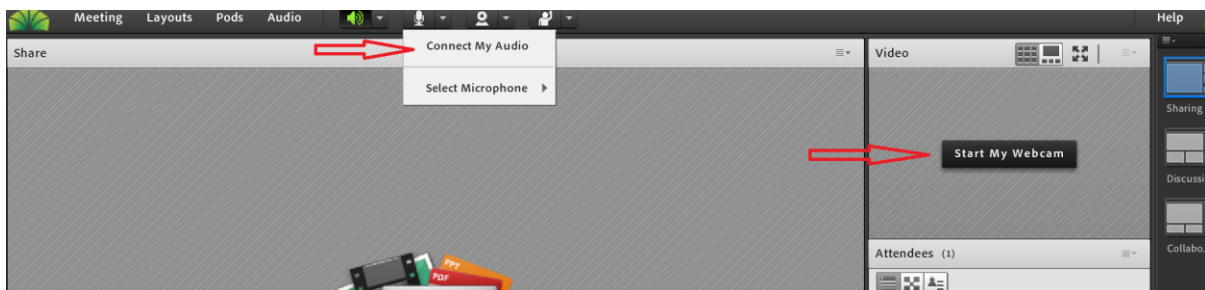 Meeting Layouts Pods Audio Help
Connect My Audio
Select Microphone
Share
Video
Start My Webcam
Attendees (1)
Sharing
Discussi
Collabo.
PPT
PDF